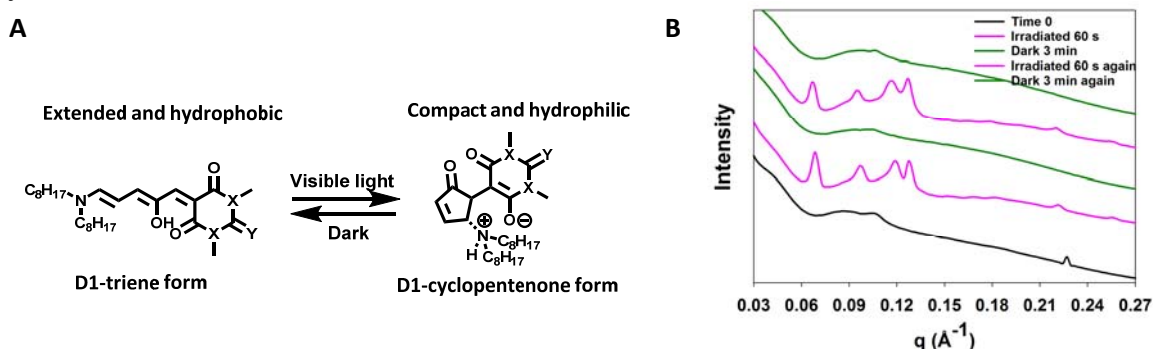 A
Extended and hydrophobic
C₈H₁₇
N
C₈H₁₇
OH
O
O
X
X
Y
D1-triene form
Visible light
Dark
Compact and hydrophilic
O
O
X
Y
X
O⊖
⊕
N
H
C₈H₁₇
C₈H₁₇
D1-cyclopentenone form
B
Intensity
Time 0
Irradiated 60 s
Dark 3 min
Irradiated 60 s again
Dark 3 min again
0.03 0.06 0.09 0.12 0.15 0.18 0.21 0.24 0.27
q (Å⁻¹)